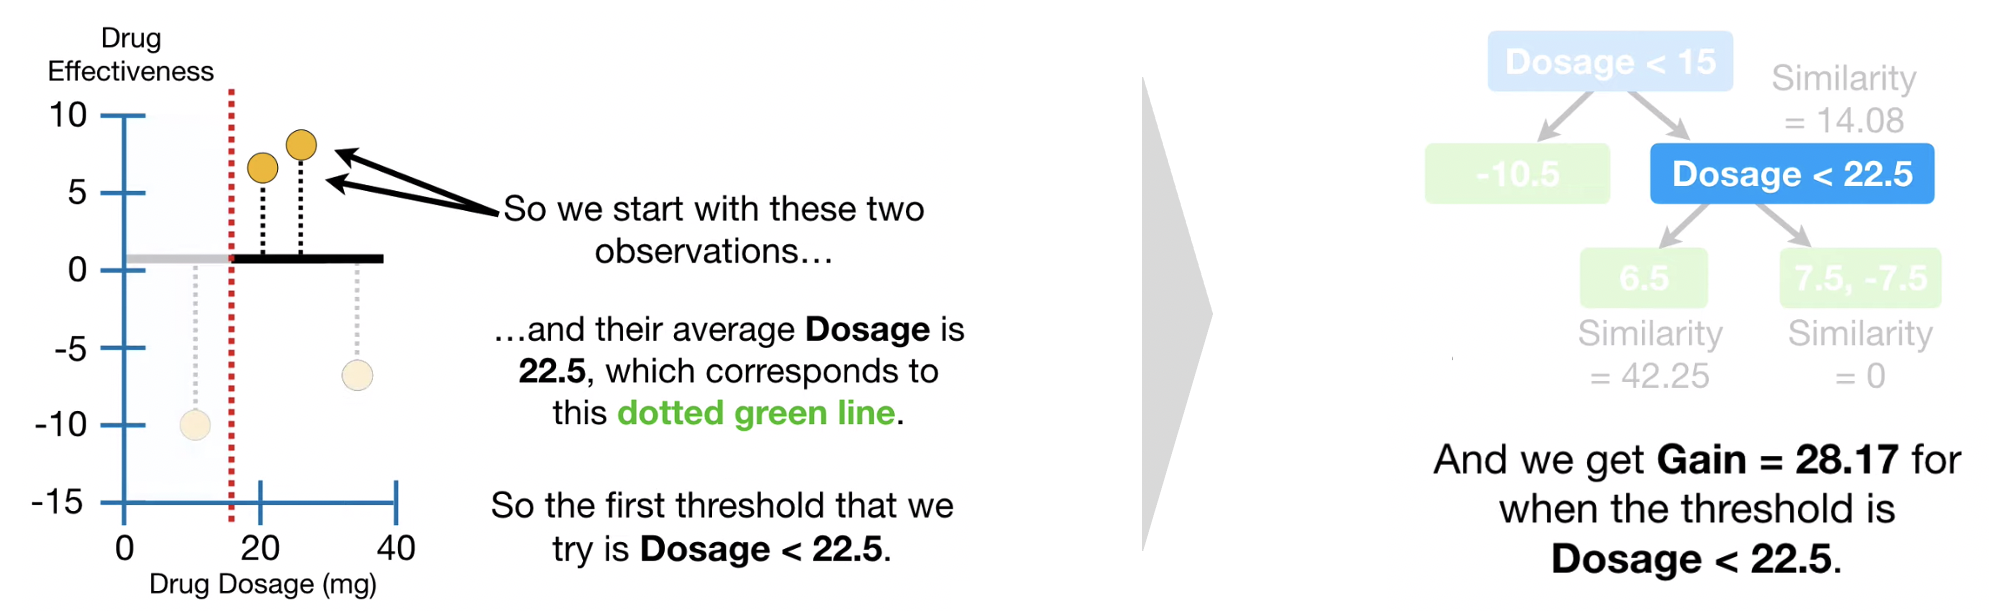 Drug
Effectiveness
10
5
0
-5
-10
-15
0 20 40
Drug Dosage (mg)
So we start with these two
observations…
…and their average Dosage is
22.5, which corresponds to
this dotted green line.
So the first threshold that we
try is Dosage < 22.5.
Dosage < 15
Similarity
= 14.08
-10.5
Dosage < 22.5
6.5
7.5, -7.5
Similarity
= 42.25
Similarity
= 0
And we get Gain = 28.17 for
when the threshold is
Dosage < 22.5.